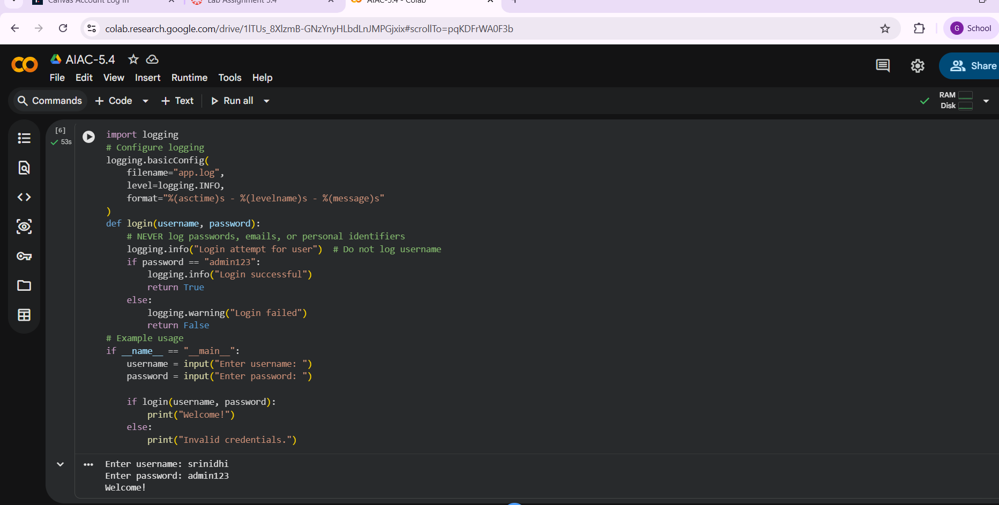 Canvas Account Log In
Lab Assignment 5.4
AIAC-5.4 - Colab
colab.research.google.com/drive/1lTUs_8XlzmB-GNzYnyHLbdLnJMPGjxix#scrollTo=pqKDFrWA0F3b
G School
AIAC-5.4
File Edit View Insert Runtime Tools Help
Share
Commands + Code + Text Run all
RAM
Disk
[6]
53s
import logging
# Configure logging
logging.basicConfig(
    filename="app.log",
    level=logging.INFO,
    format="%(asctime)s - %(levelname)s - %(message)s"
)
def login(username, password):
    # NEVER log passwords, emails, or personal identifiers
    logging.info("Login attempt for user")  # Do not log username
    if password == "admin123":
        logging.info("Login successful")
        return True
    else:
        logging.warning("Login failed")
        return False
# Example usage
if __name__ == "__main__":
    username = input("Enter username: ")
    password = input("Enter password: ")
    if login(username, password):
        print("Welcome!")
    else:
        print("Invalid credentials.")
Enter username: srinidhi
Enter password: admin123
Welcome!